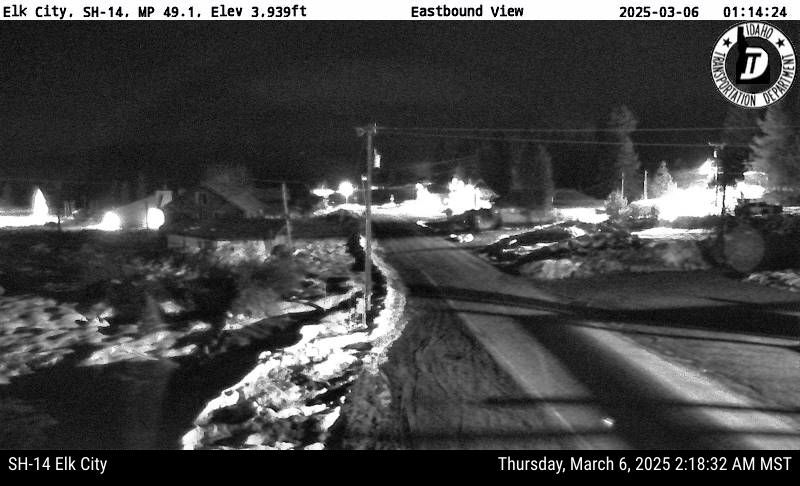 Elk City, SH-14, MP 49.1, Elev 3,939ft Eastbound View 2025-03-06 01:14:24
IDAHO
TRANSPORTATION DEPARTMENT
SH-14 Elk City Thursday, March 6, 2025 2:18:32 AM MST